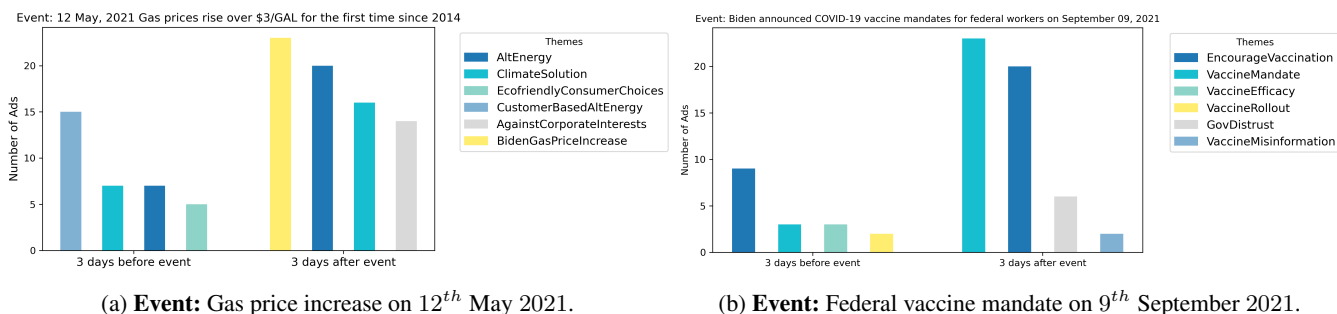 Event: 12 May, 2021 Gas prices rise over $3/GAL for the first time since 2014
Number of Ads
20
15
10
5
0
3 days before event
3 days after event
Themes
AltEnergy
ClimateSolution
EcofriendlyConsumerChoices
CustomerBasedAltEnergy
AgainstCorporateInterests
BidenGasPriceIncrease
(a) Event: Gas price increase on 12th May 2021.
Event: Biden announced COVID-19 vaccine mandates for federal workers on September 09, 2021
Number of Ads
20
15
10
5
0
3 days before event
3 days after event
Themes
EncourageVaccination
VaccineMandate
VaccineEfficacy
VaccineRollout
GovDistrust
VaccineMisinformation
(b) Event: Federal vaccine mandate on 9th September 2021.